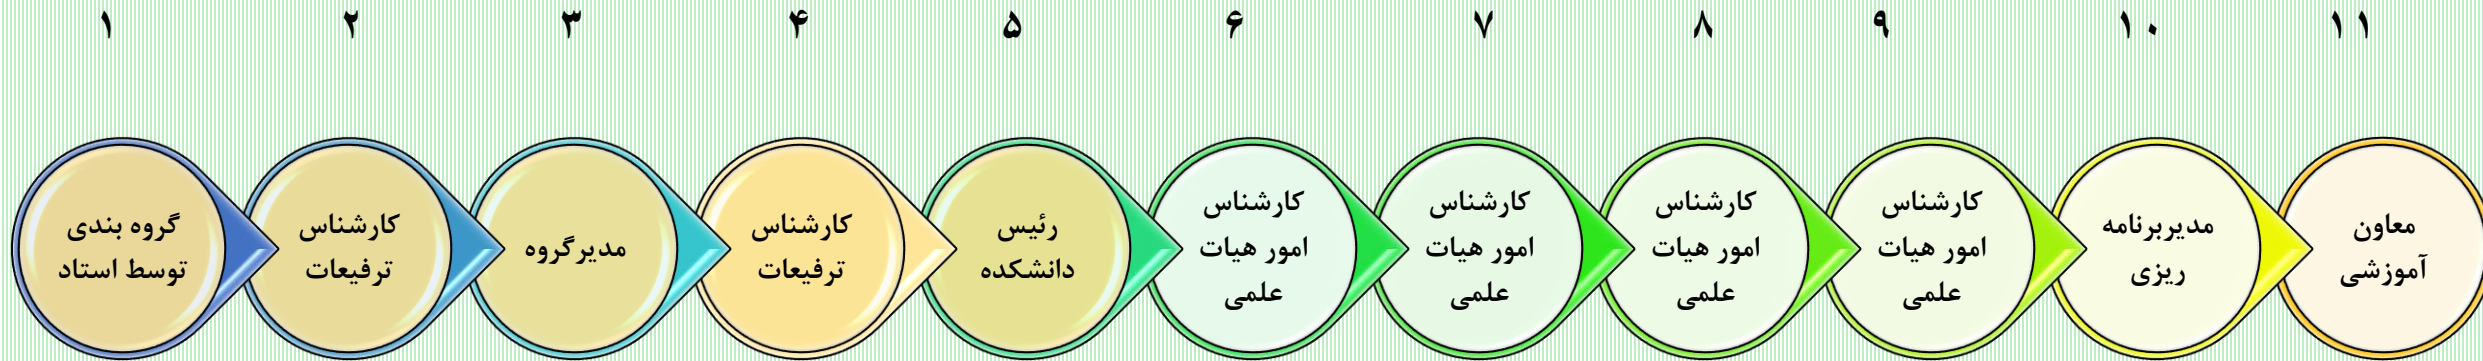 ۱ ۲ ۳ ۴ ۵ ۶ ۷ ۸ ۹ ۱۰ ۱۱
گروه بندی
توسط استاد
کارشناس
ترفیعات
مدیرگروه
کارشناس
ترفیعات
رئیس
دانشکده
کارشناس
امور هیات
علمی
کارشناس
امور هیات
علمی
کارشناس
امور هیات
علمی
کارشناس
امور هیات
علمی
مدیربرنامه
ریزی
معاون
آموزشی